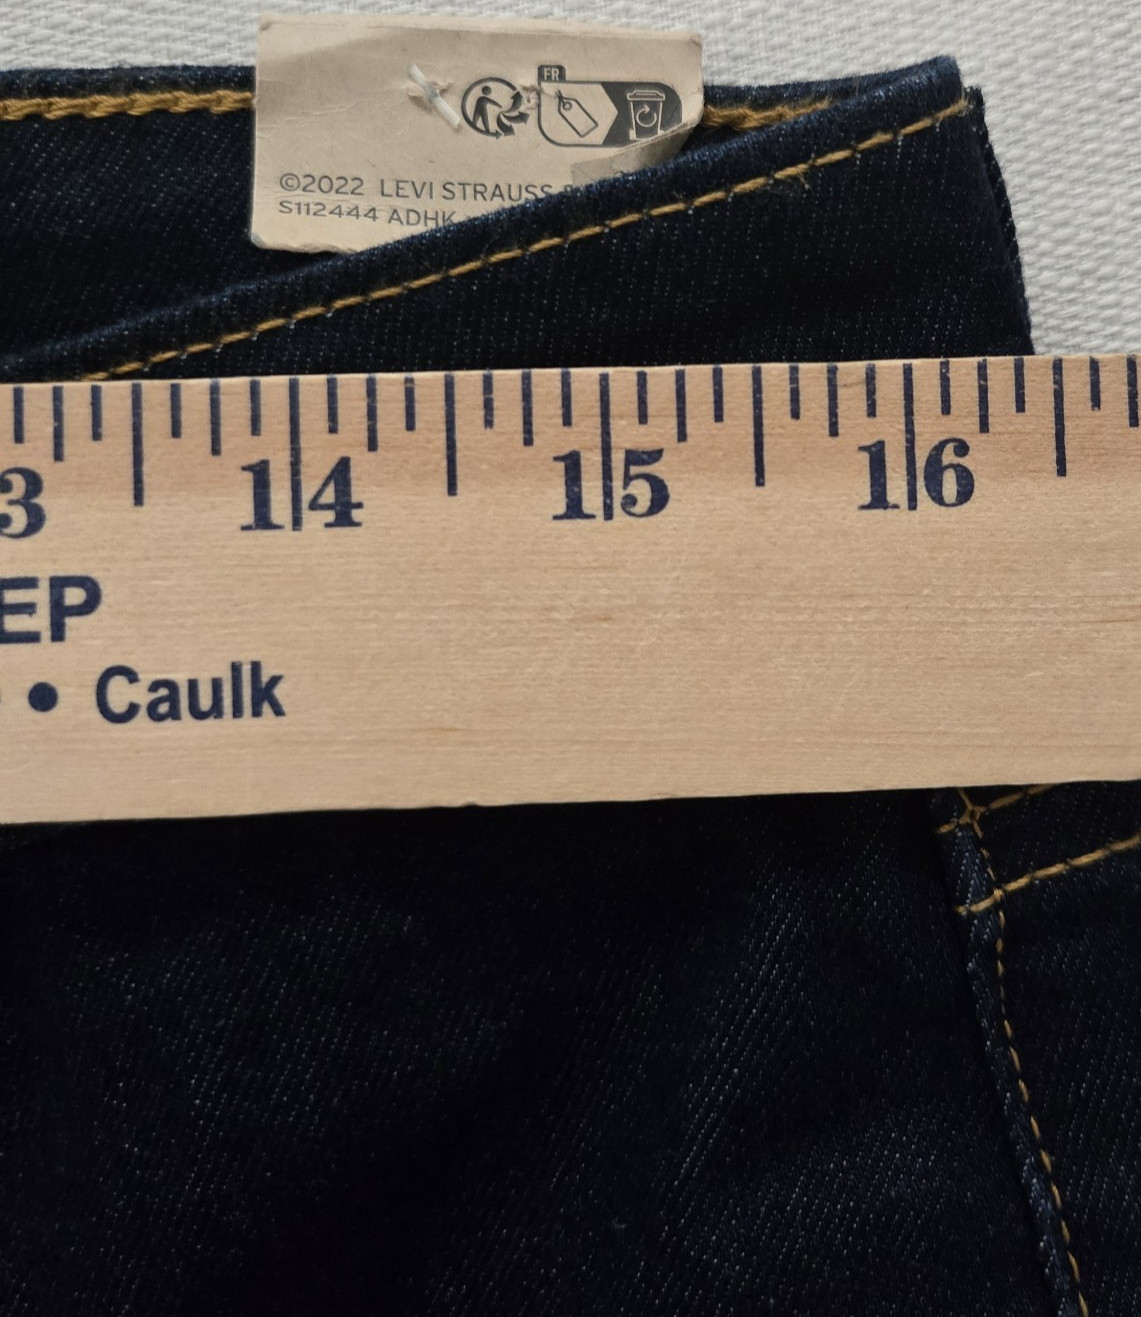 FR
©2022 LEVI STRAUSS
S112444 ADHK
3 14 15 16
EP
• Caulk